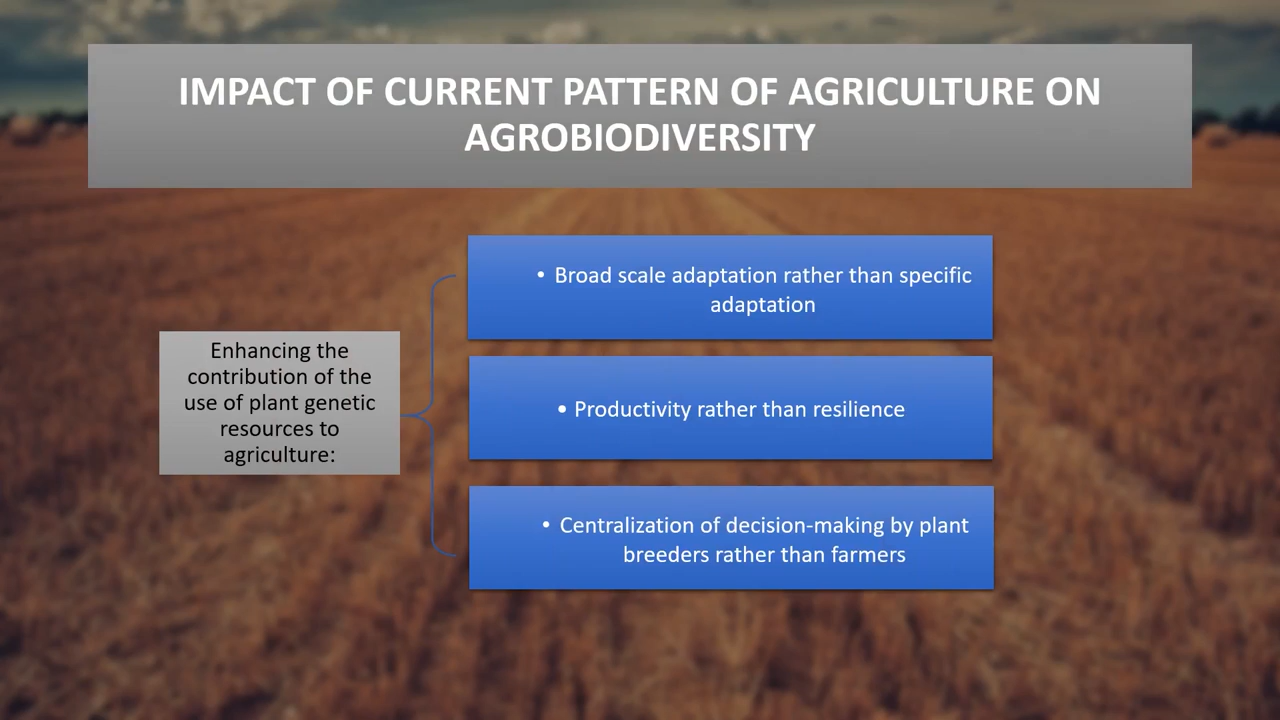 IMPACT OF CURRENT PATTERN OF AGRICULTURE ON
AGROBIODIVERSITY
Enhancing the
contribution of the
use of plant genetic
resources to
agriculture:
• Broad scale adaptation rather than specific
adaptation
• Productivity rather than resilience
• Centralization of decision-making by plant
breeders rather than farmers